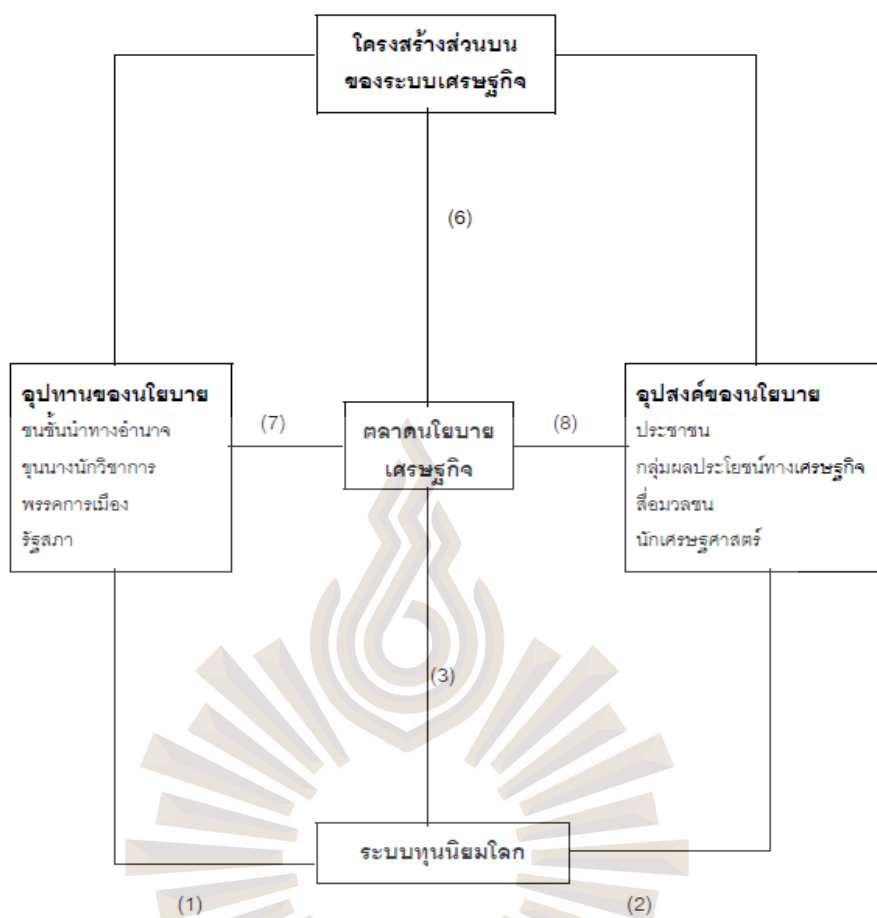 โครงสร้างส่วนบน
ของระบบเศรษฐกิจ
(6)
อุปทานของนโยบาย
ชนชั้นนำทางอำนาจ
ขุนนางนักวิชาการ
พรรคการเมือง
รัฐสภา
(7)
ตลาดนโยบาย
เศรษฐกิจ
(8)
อุปสงค์ของนโยบาย
ประชาชน
กลุ่มผลประโยชน์ทางเศรษฐกิจ
สื่อมวลชน
นักเศรษฐศาสตร์
(3)
ระบบทุนนิยมโลก
(1)
(2)